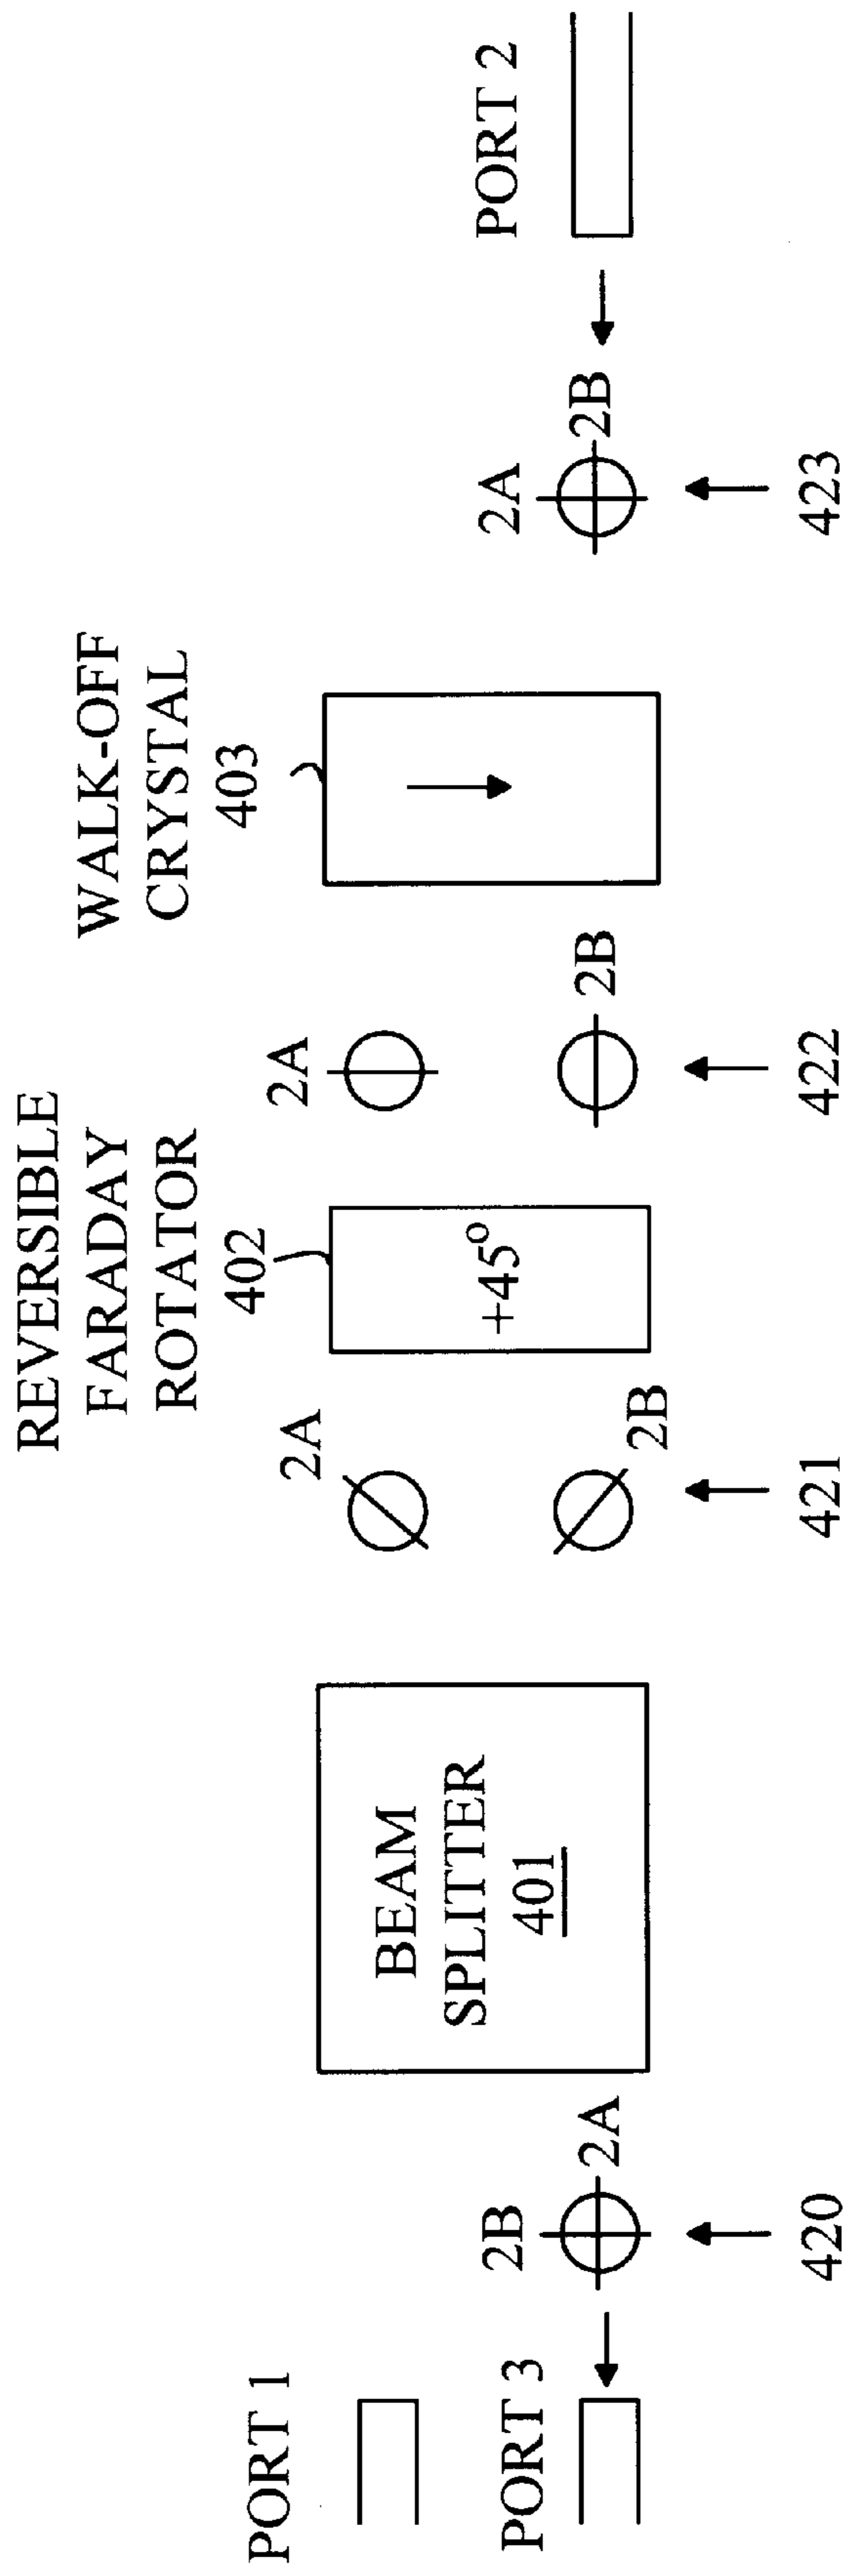 PORT 1
PORT 3
2B
2A
420
BEAM
SPLITTER
401
2A
2B
421
REVERSIBLE
FARADAY
ROTATOR
402
+45°
2A
2B
422
WALK-OFF
CRYSTAL
403
2A
2B
423
PORT 2